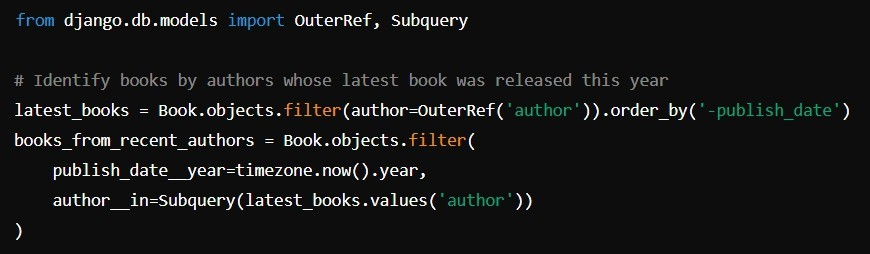 from django.db.models import OuterRef, Subquery
# Identify books by authors whose latest book was released this year
latest_books = Book.objects.filter(author=OuterRef('author')).order_by('-publish_date')
books_from_recent_authors = Book.objects.filter(
    publish_date__year=timezone.now().year,
    author__in=Subquery(latest_books.values('author'))
)